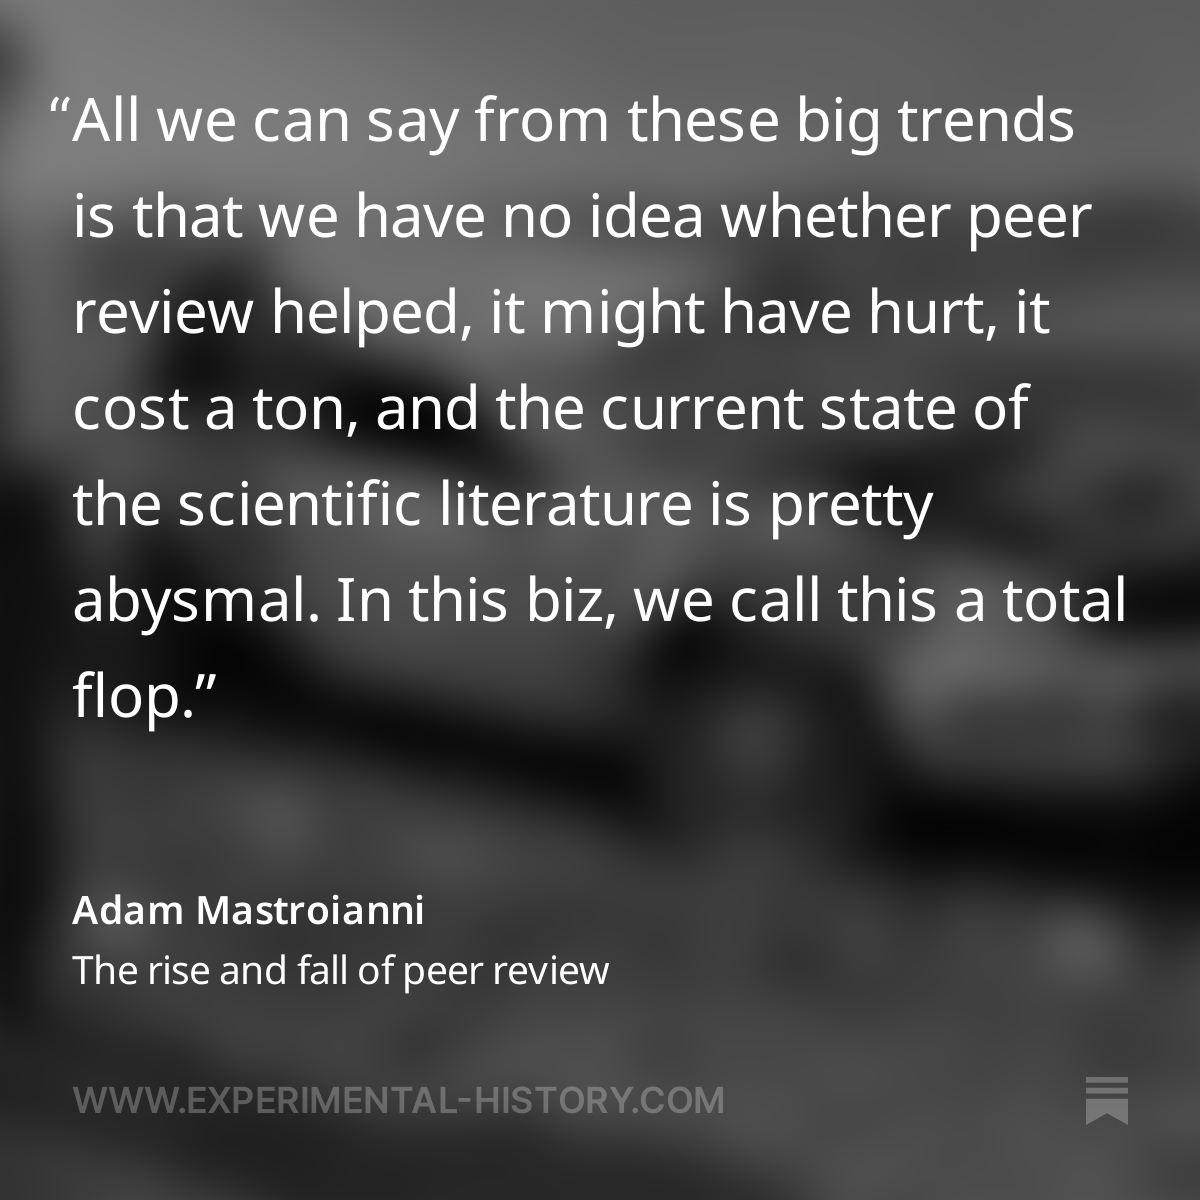 “All we can say from these big trends
is that we have no idea whether peer
review helped, it might have hurt, it
cost a ton, and the current state of
the scientific literature is pretty
abysmal. In this biz, we call this a total
flop.”
Adam Mastroianni
The rise and fall of peer review
WWW.EXPERIMENTAL-HISTORY.COM